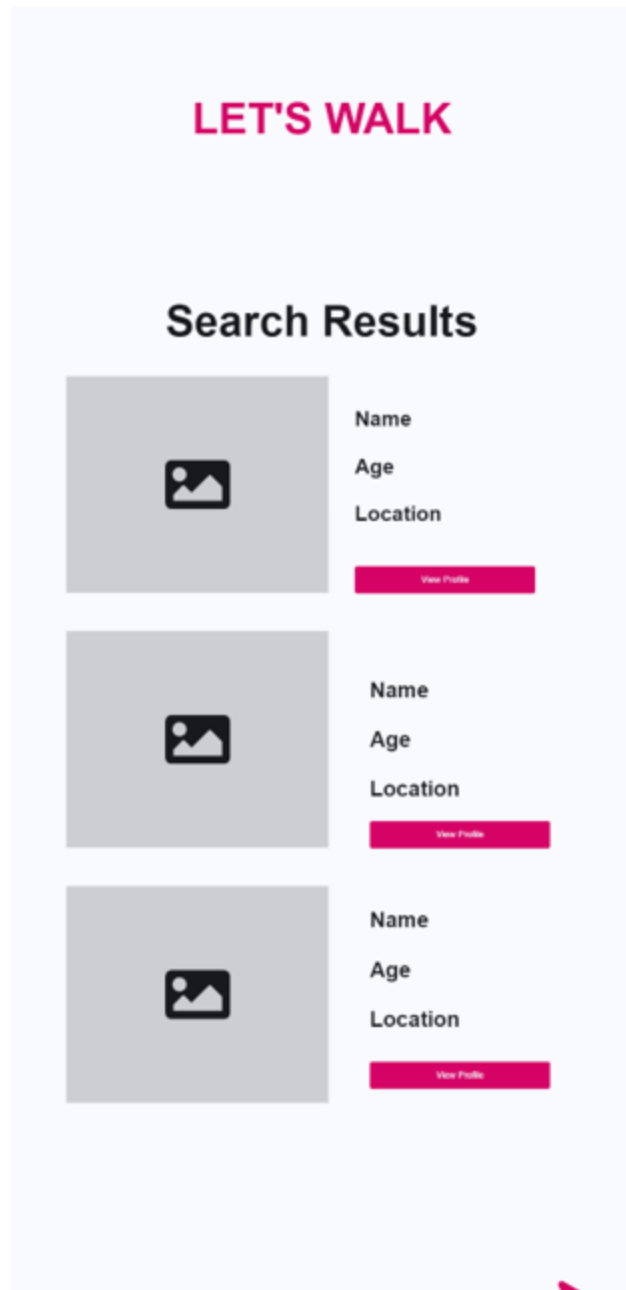 LET'S WALK
Search Results
Name
Age
Location
View Profile
Name
Age
Location
View Profile
Name
Age
Location
View Profile